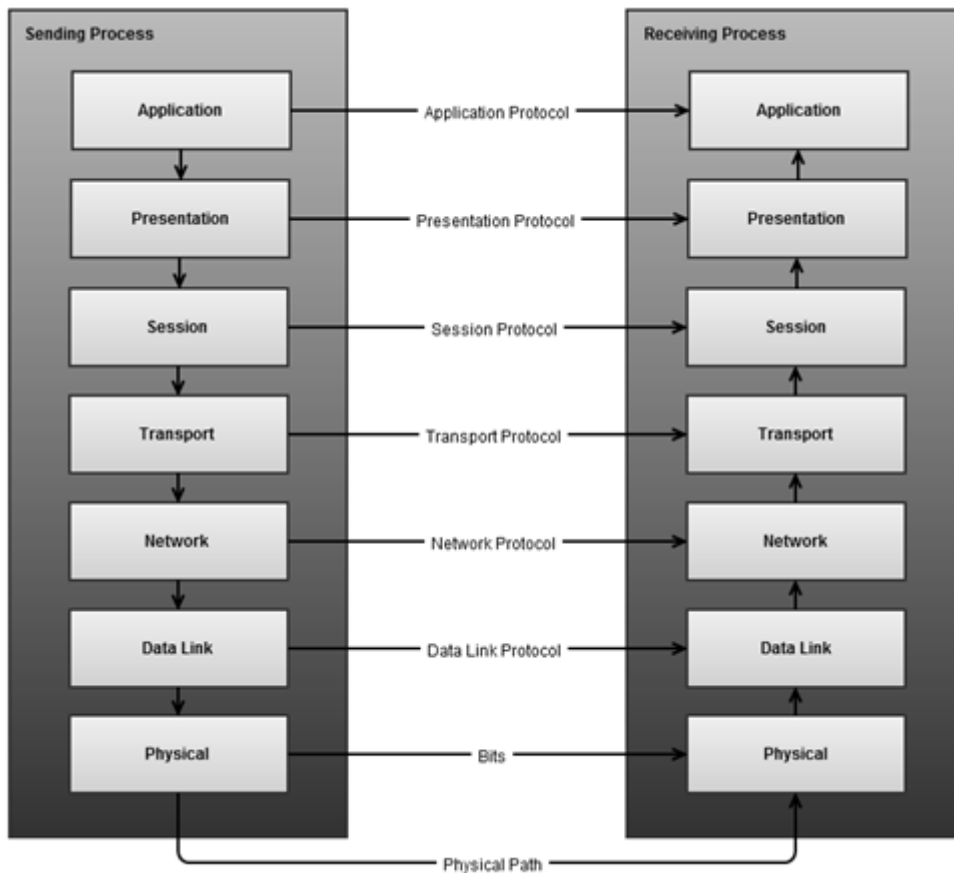 Sending Process
Receiving Process
Application
Application Protocol
Application
Presentation
Presentation Protocol
Presentation
Session
Session Protocol
Session
Transport
Transport Protocol
Transport
Network
Network Protocol
Network
Data Link
Data Link Protocol
Data Link
Physical
Bits
Physical
Physical Path